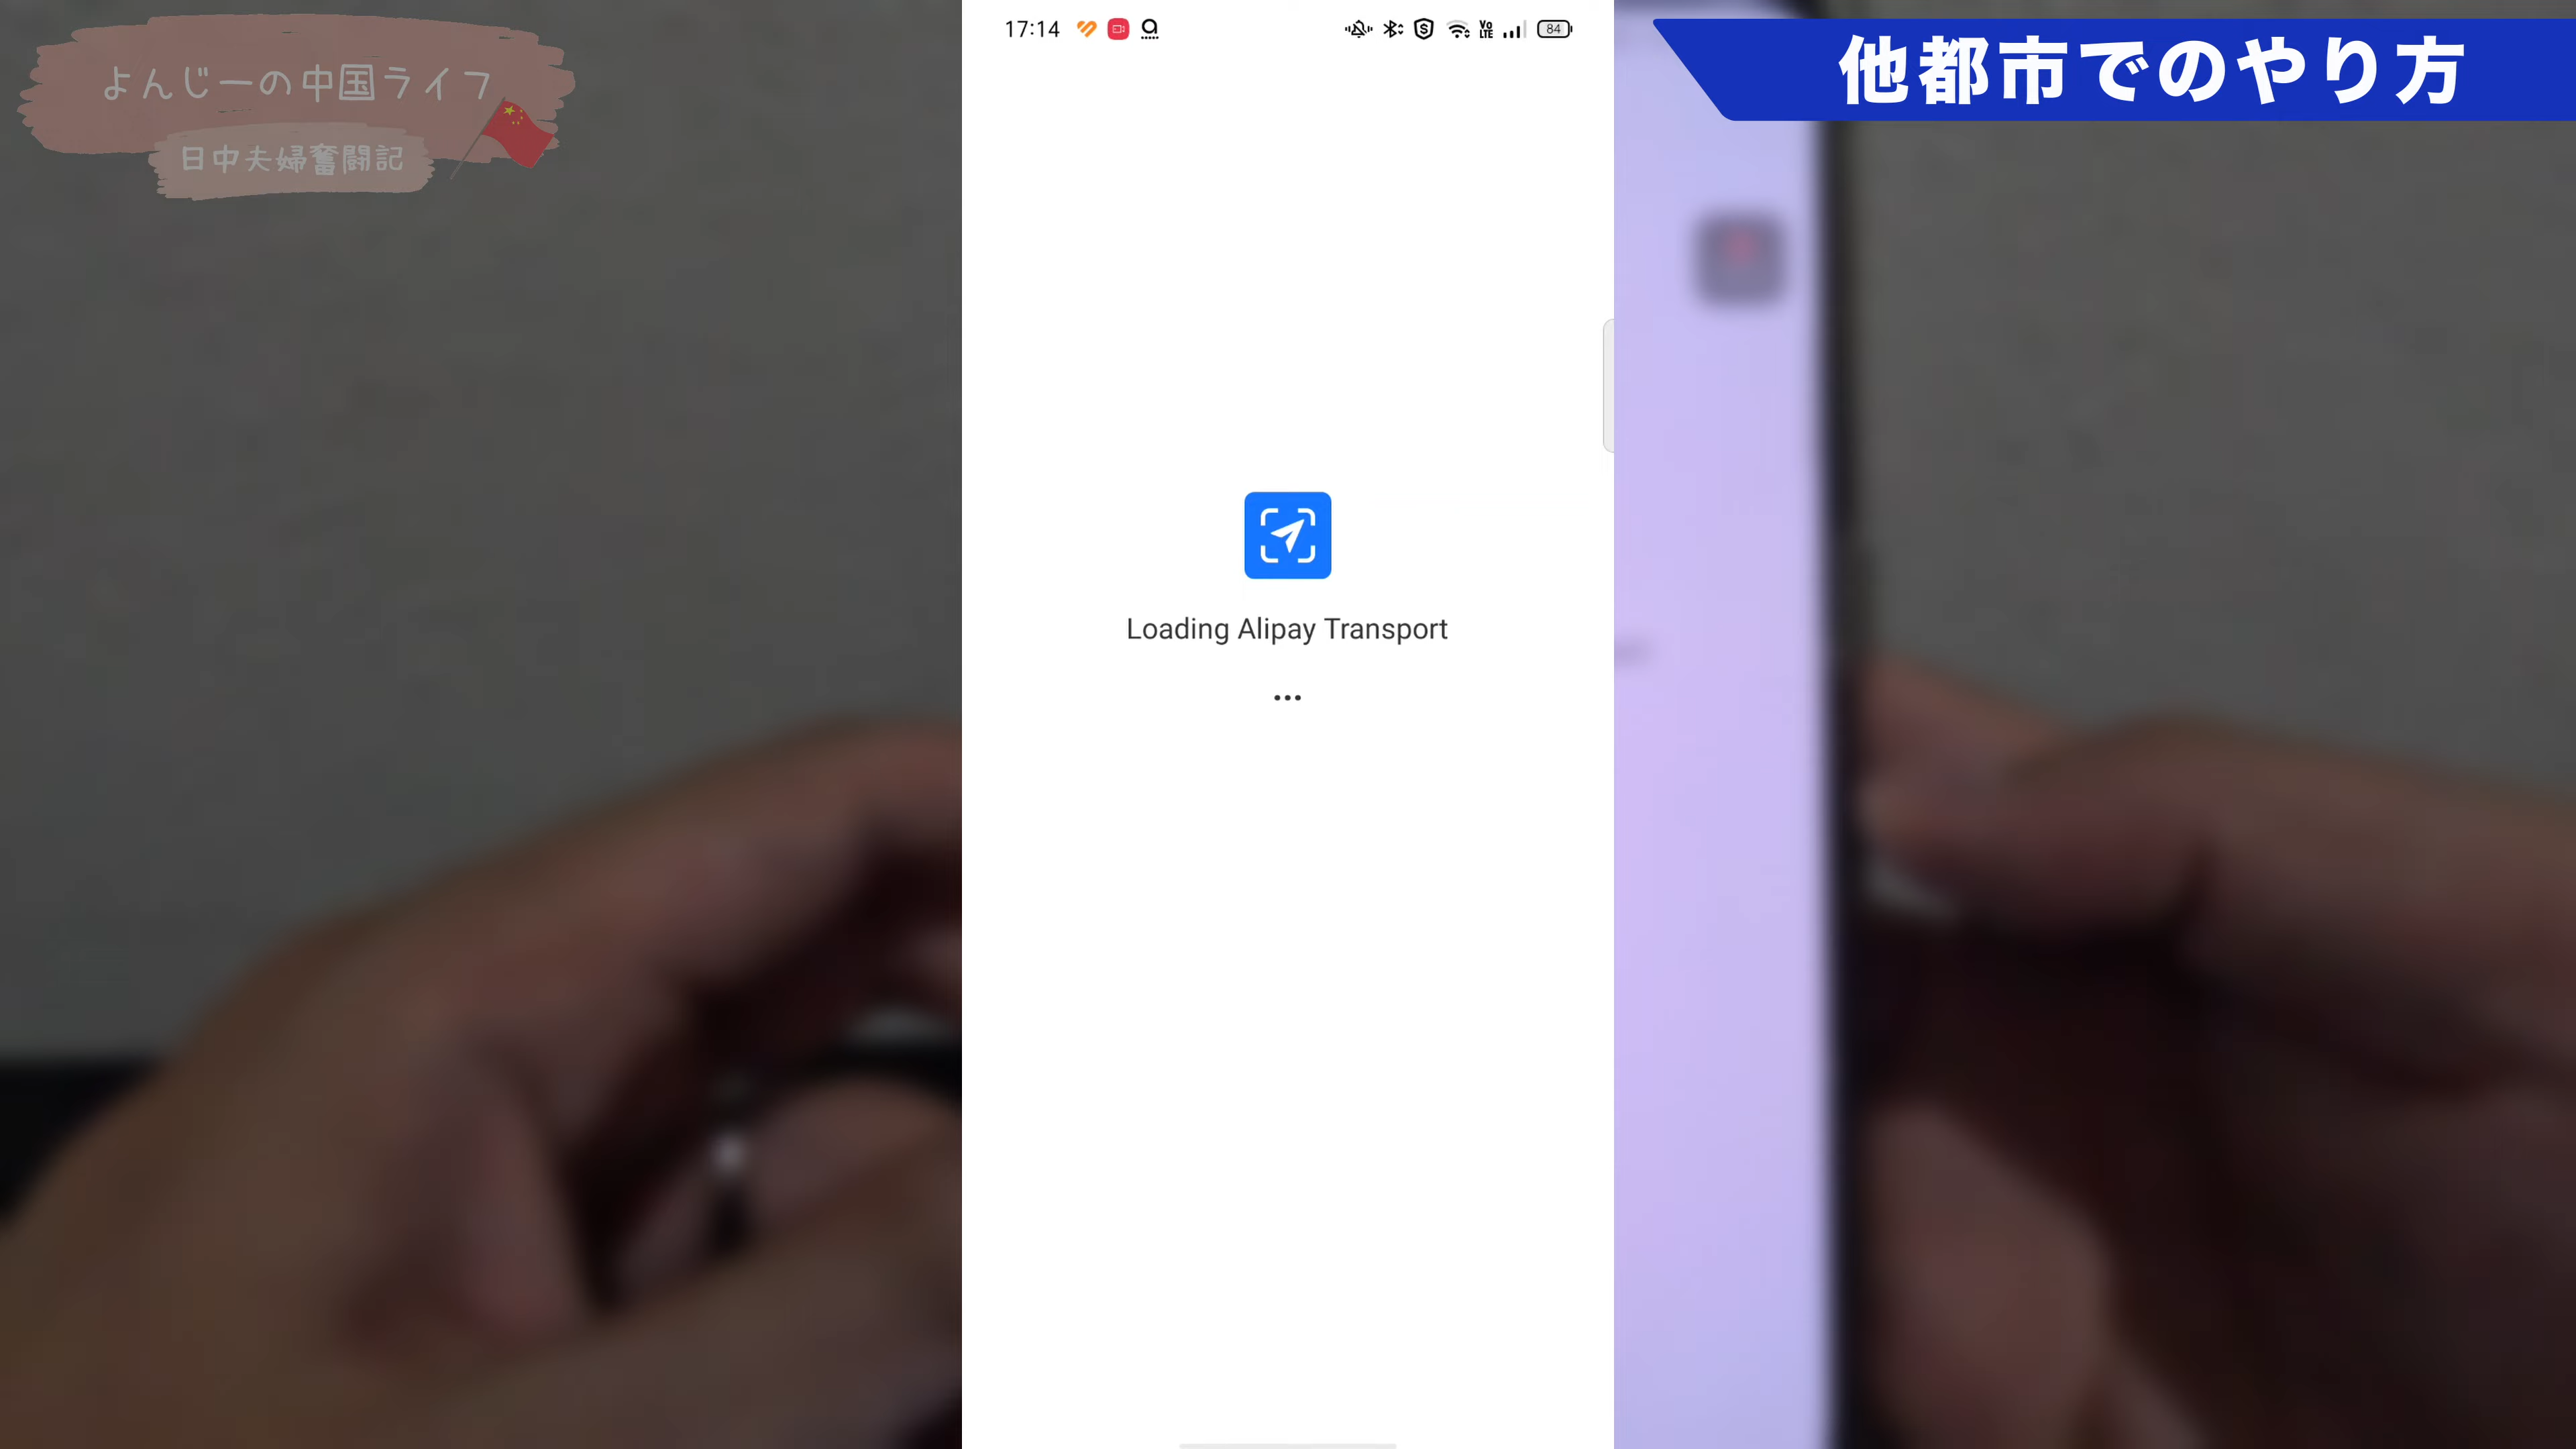 よんじーの中国ライフ
日中夫婦奮闘記
17:14
VoLTE
84
他都市でのやり方
Loading Alipay Transport
...